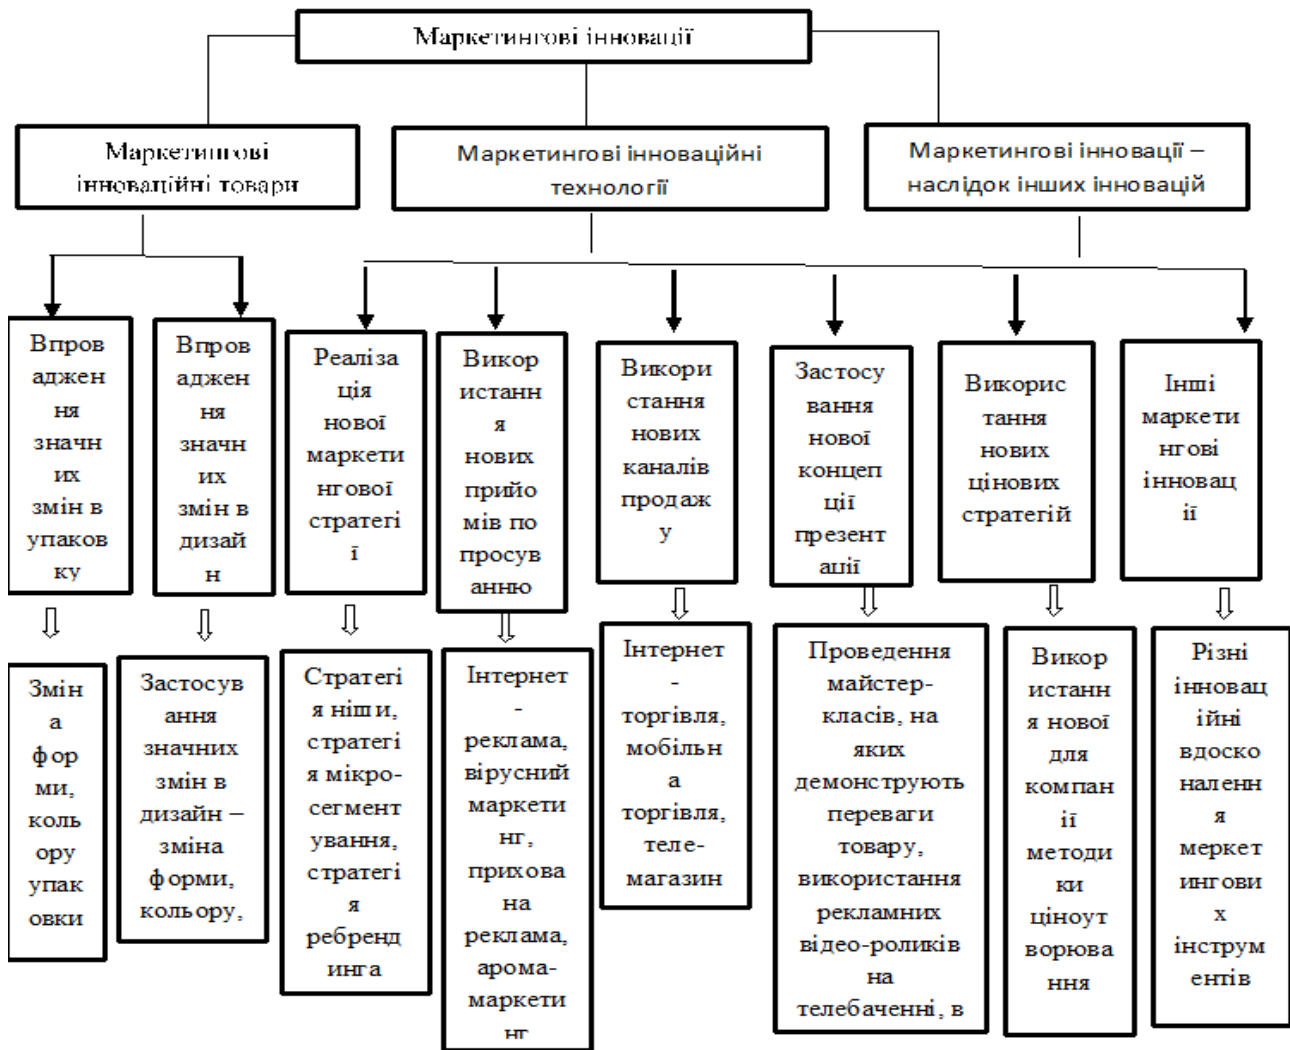 Маркетингові інновації
Маркетингові
інноваційні товари
Маркетингові інноваційні
технології
Маркетингові інновації –
наслідок інших інновацій
Впров
аджен
ня
значн
их
змін в
упаков
ку
Впров
аджен
ня
значн
их
змін в
дизай
н
Реаліза
ція
нової
маркети
нгової
стратегі
ї
Викор
истанн
я
нових
прийо
мів по
просув
анню
Викори
стання
нових
каналів
продаж
у
Застосу
вання
нової
концеп
ції
презент
ації
Викорис
тання
нових
цінових
стратегій
Інші
маркети
нгові
інновац
ії
Змін
а
фор
ми,
коль
ору
упак
овки
Застосув
ання
значних
змін в
дизайн –
зміна
форми,
кольору,
Стратегі
я ніши,
стратегі
я мікро-
сегмент
ування,
стратегі
я
ребренд
инга
Інтернет
-
реклама,
вірусний
маркети
нг,
прихова
на
реклама,
арома-
маркети
нг
Інтернет
-
торгівля,
мобільн
а
торгівля,
теле-
магазин
Проведення
майстер-
класів, на
яких
демонструють
переваги
товару,
використання
рекламних
відео-роликів
на
телебаченні, в
Викор
истанн
я нової
для
компан
ії
методи
ки
ціноут
ворюва
ння
Різні
інновац
ійні
вдоско
наленн
я
меркет
ингови
х
інструм
ентів